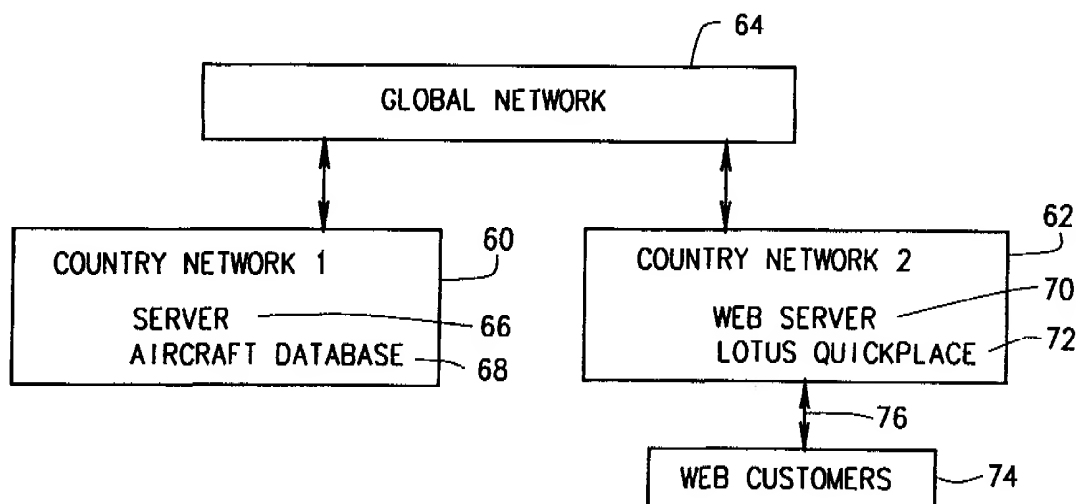 64
GLOBAL NETWORK
COUNTRY NETWORK 1
60
SERVER
66
AIRCRAFT DATABASE
68
COUNTRY NETWORK 2
62
WEB SERVER
70
LOTUS QUICKPLACE
72
76
WEB CUSTOMERS
74